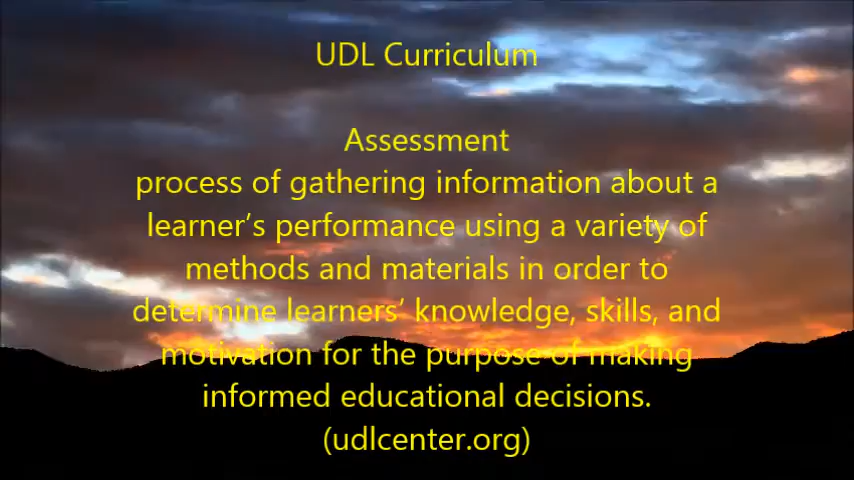 UDL Curriculum
Assessment
process of gathering information about a
learner’s performance using a variety of
methods and materials in order to
determine learners’ knowledge, skills, and
motivation for the purpose of making
informed educational decisions.
(udlcenter.org)